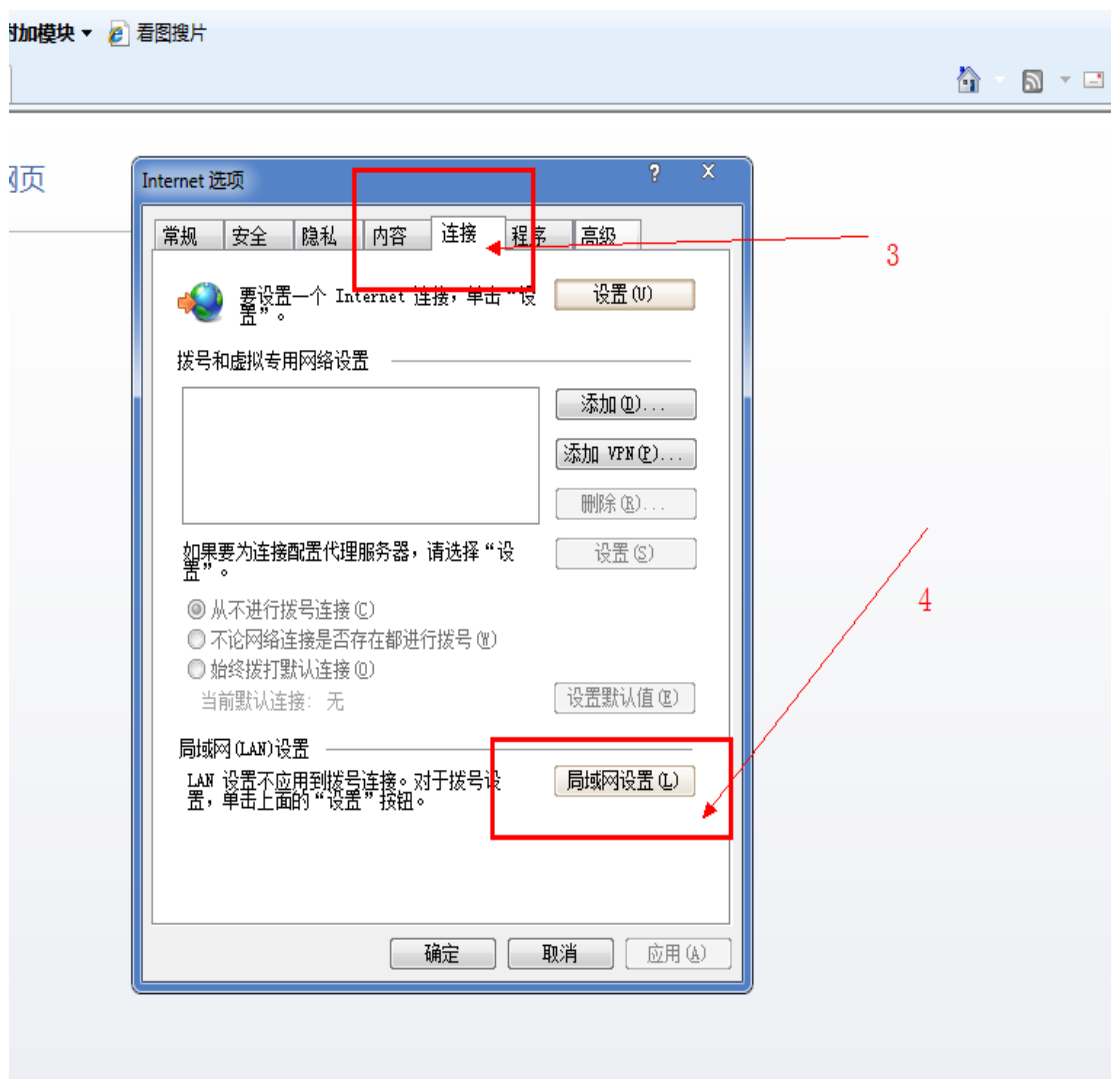 附加模块 看图搜片
网页
Internet 选项
常规 安全 隐私 内容 连接 程序 高级
3
要设置一个 Internet 连接，单击“设
置”。
设置(U)
拨号和虚拟专用网络设置
添加(D)...
添加 VPN(P)...
删除(R)...
如果要为连接配置代理服务器，请选择“设
置”。
设置(S)
从不进行拨号连接(C)
不论网络连接是否存在都进行拨号(W)
始终拨打默认连接(O)
当前默认连接: 无
设置默认值(E)
4
局域网(LAN)设置
LAN 设置不应用到拨号连接。对于拨号设
置，单击上面的“设置”按钮。
局域网设置(L)
确定 取消 应用(A)